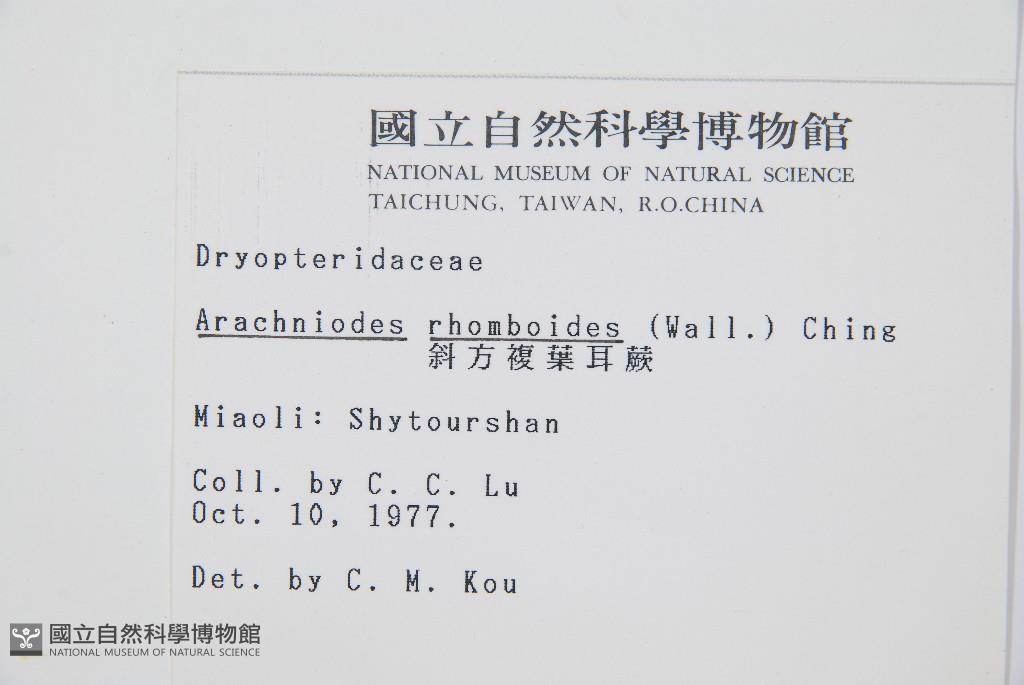 國立自然科學博物館
NATIONAL MUSEUM OF NATURAL SCIENCE
TAICHUNG, TAIWAN, R.O.CHINA
Dryopteridaceae
Arachniodes rhomboides (Wall.) Ching
斜方複葉耳蕨
Miaoli: Shytourshan
Coll. by C. C. Lu
Oct. 10, 1977.
Det. by C. M. Kou
國立自然科學博物館
NATIONAL MUSEUM OF NATURAL SCIENCE